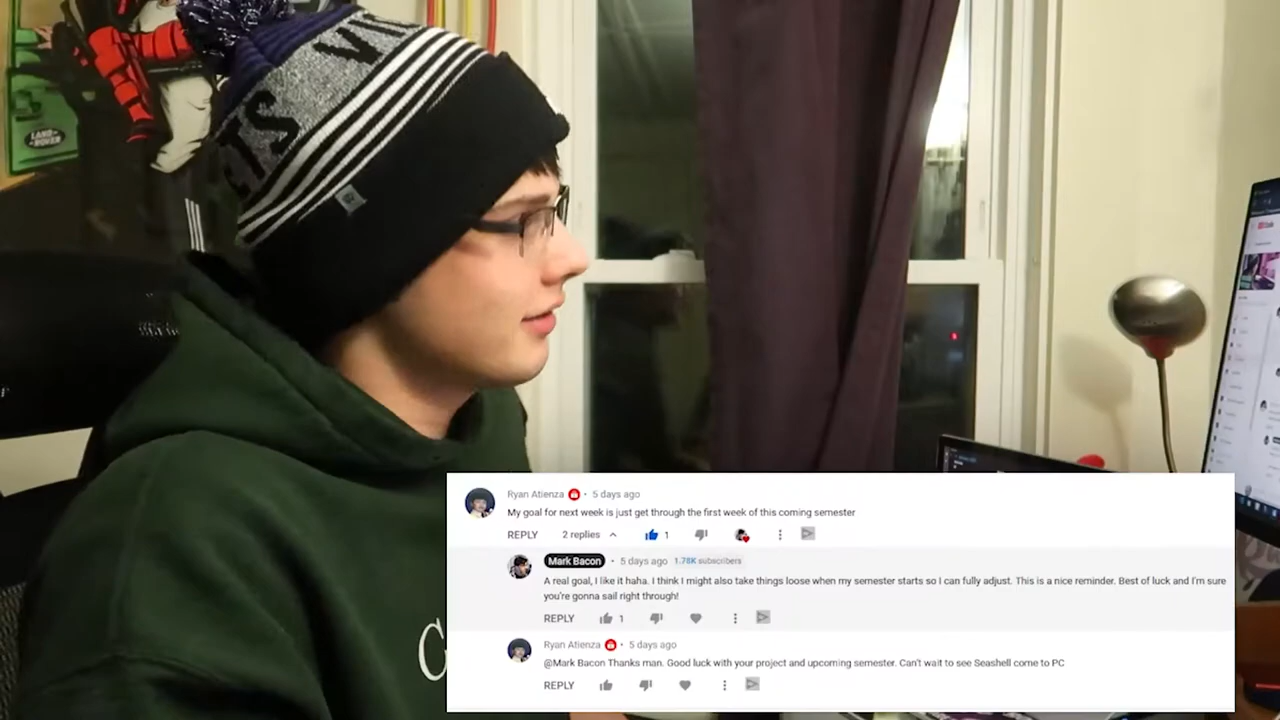 VI
ETS
LAND-
ROVER
C
Ryan Atienza • 5 days ago
My goal for next week is just get through the first week of this coming semester
REPLY 2 replies 1
Mark Bacon • 5 days ago 1.78K subscribers
A real goal, I like it haha. I think I might also take things loose when my semester starts so I can fully adjust. This is a nice reminder. Best of luck and I'm sure
you're gonna sail right through!
REPLY 1
Ryan Atienza • 5 days ago
@Mark Bacon Thanks man. Good luck with your project and upcoming semester. Can't wait to see Seashell come to PC
REPLY